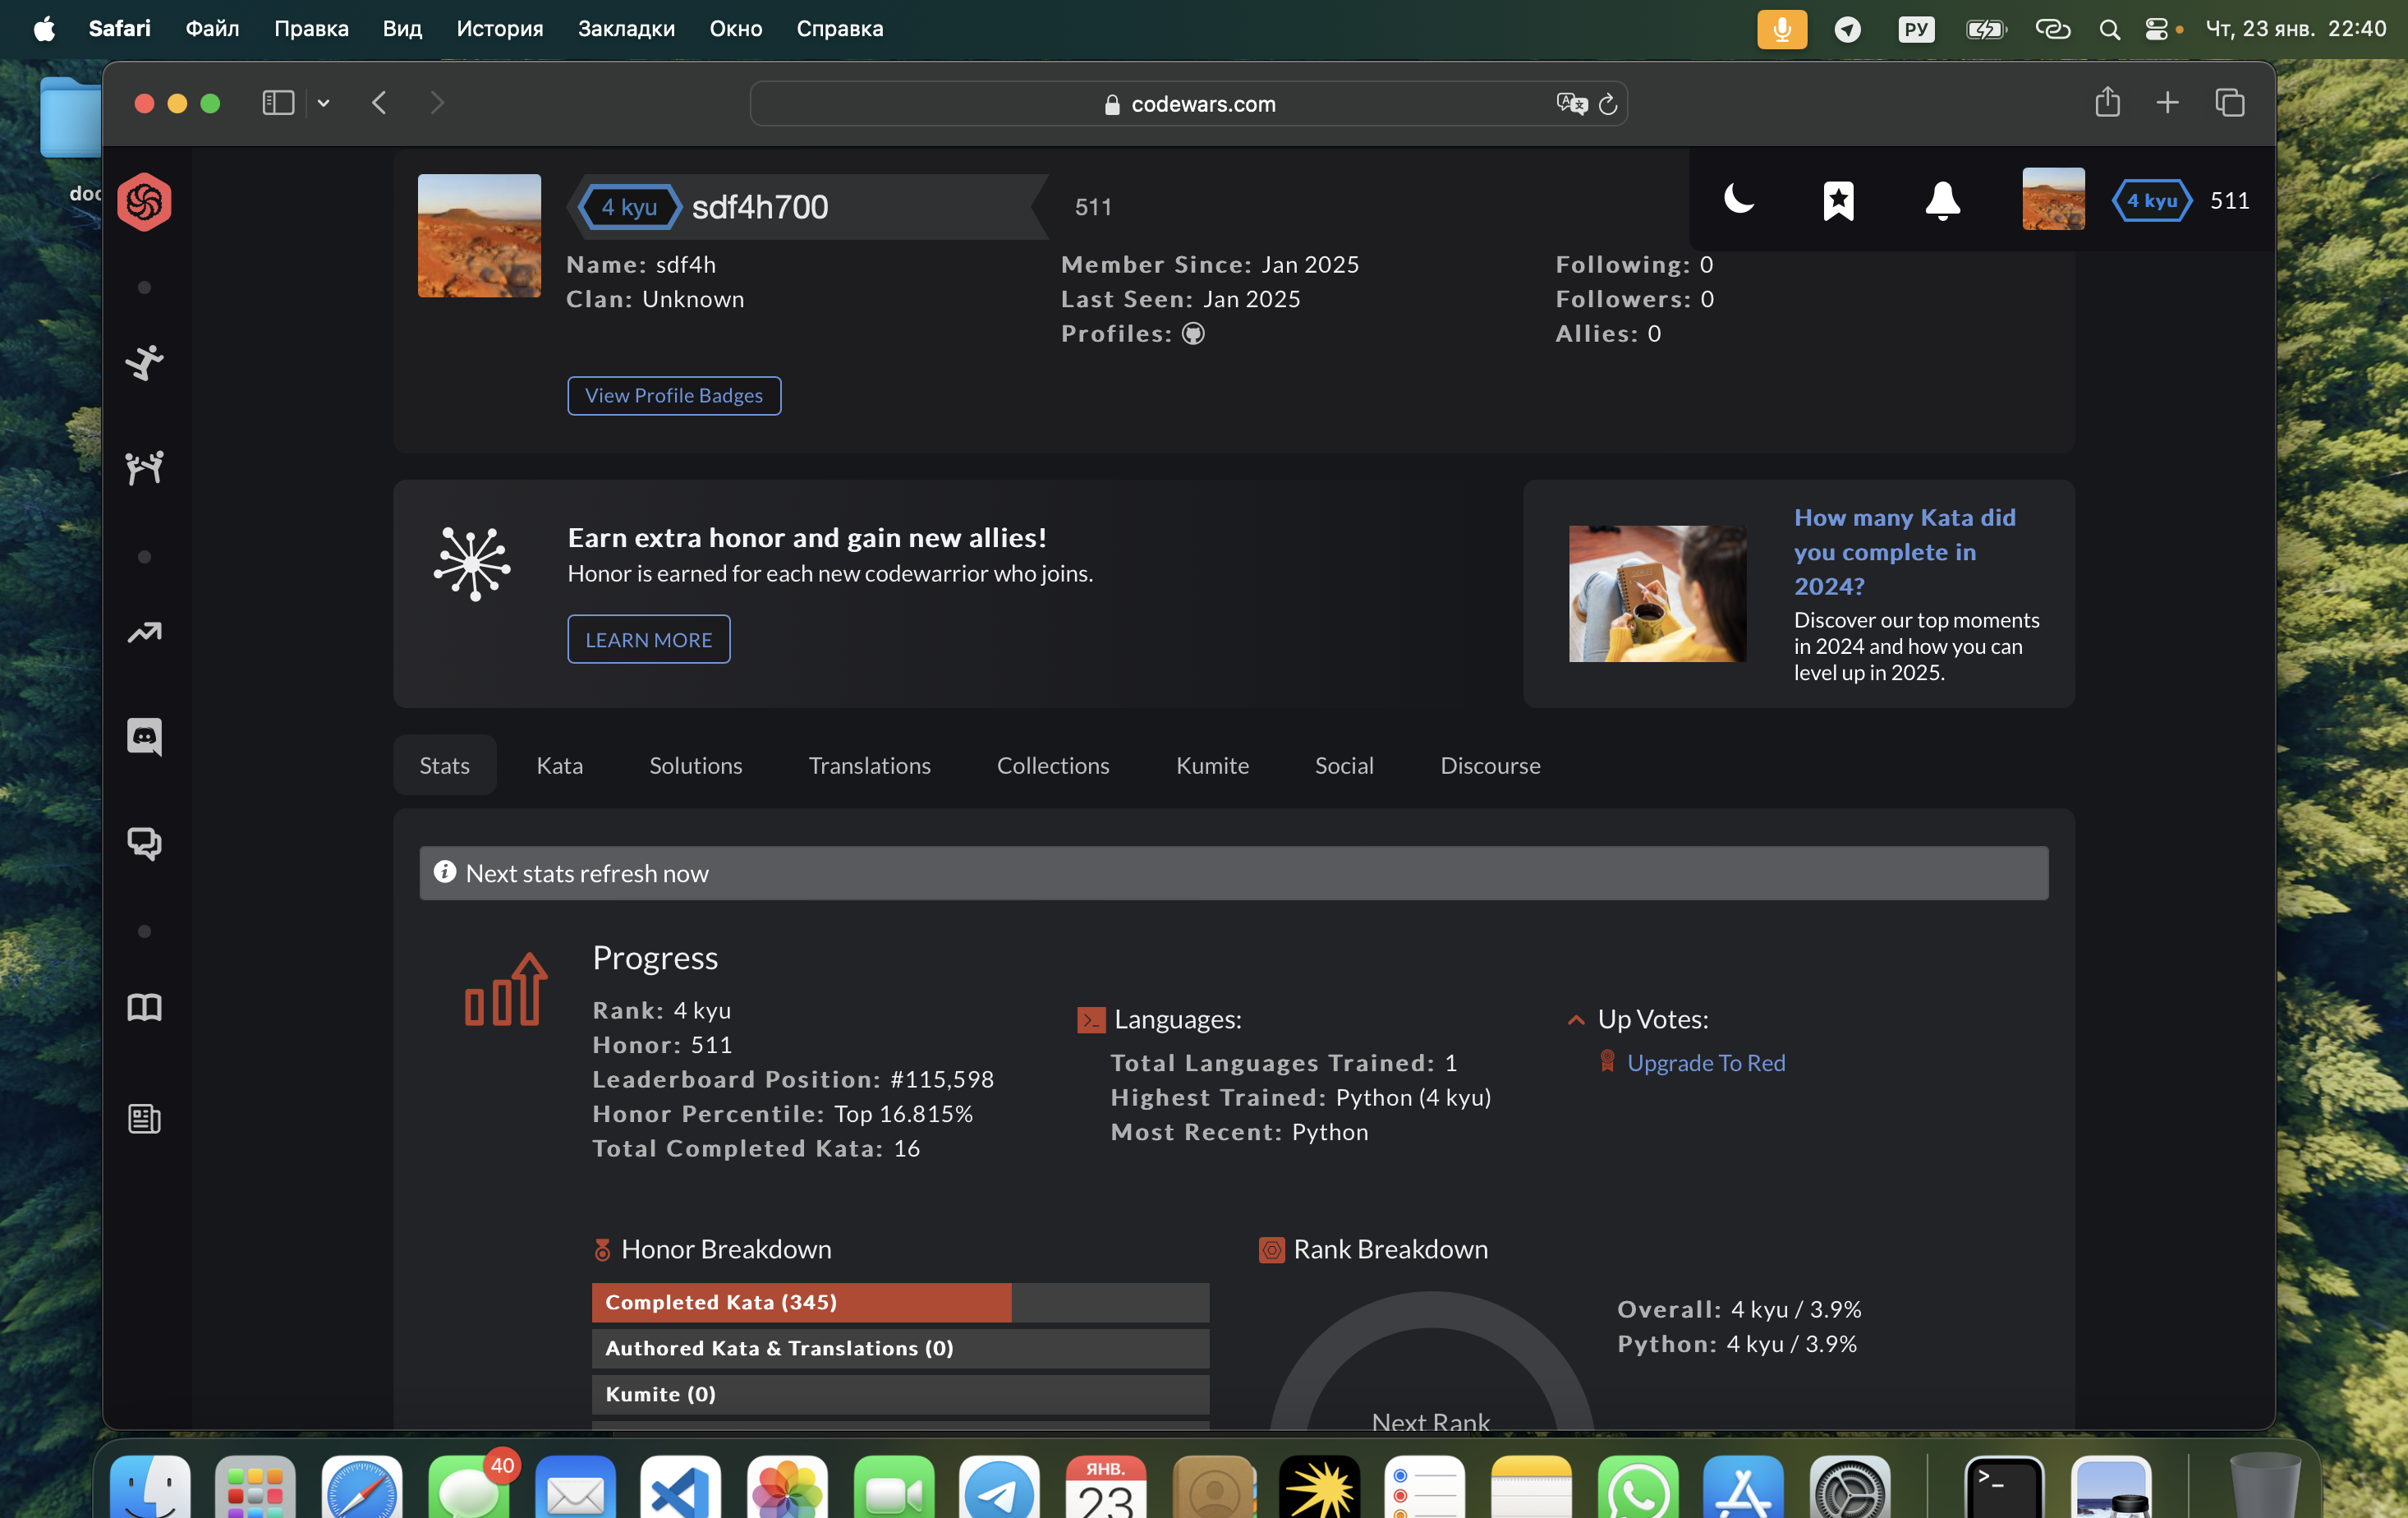 Safari Файл Правка Вид История Закладки Окно Справка РУ Чт, 23 янв. 22:40
codewars.com
4 kyu sdf4h700 511
4 kyu 511
Name: sdf4h
Clan: Unknown
Member Since: Jan 2025
Last Seen: Jan 2025
Profiles:
Following: 0
Followers: 0
Allies: 0
View Profile Badges
Earn extra honor and gain new allies!
Honor is earned for each new codewarrior who joins.
LEARN MORE
How many Kata did
you complete in
2024?
Discover our top moments
in 2024 and how you can
level up in 2025.
Stats Kata Solutions Translations Collections Kumite Social Discourse
Next stats refresh now
Progress
Rank: 4 kyu
Honor: 511
Leaderboard Position: #115,598
Honor Percentile: Top 16.815%
Total Completed Kata: 16
Languages:
Total Languages Trained: 1
Highest Trained: Python (4 kyu)
Most Recent: Python
Up Votes:
Upgrade To Red
Honor Breakdown
Completed Kata (345)
Authored Kata & Translations (0)
Kumite (0)
Rank Breakdown
Next Rank
Overall: 4 kyu / 3.9%
Python: 4 kyu / 3.9%
40
ЯНВ.
23